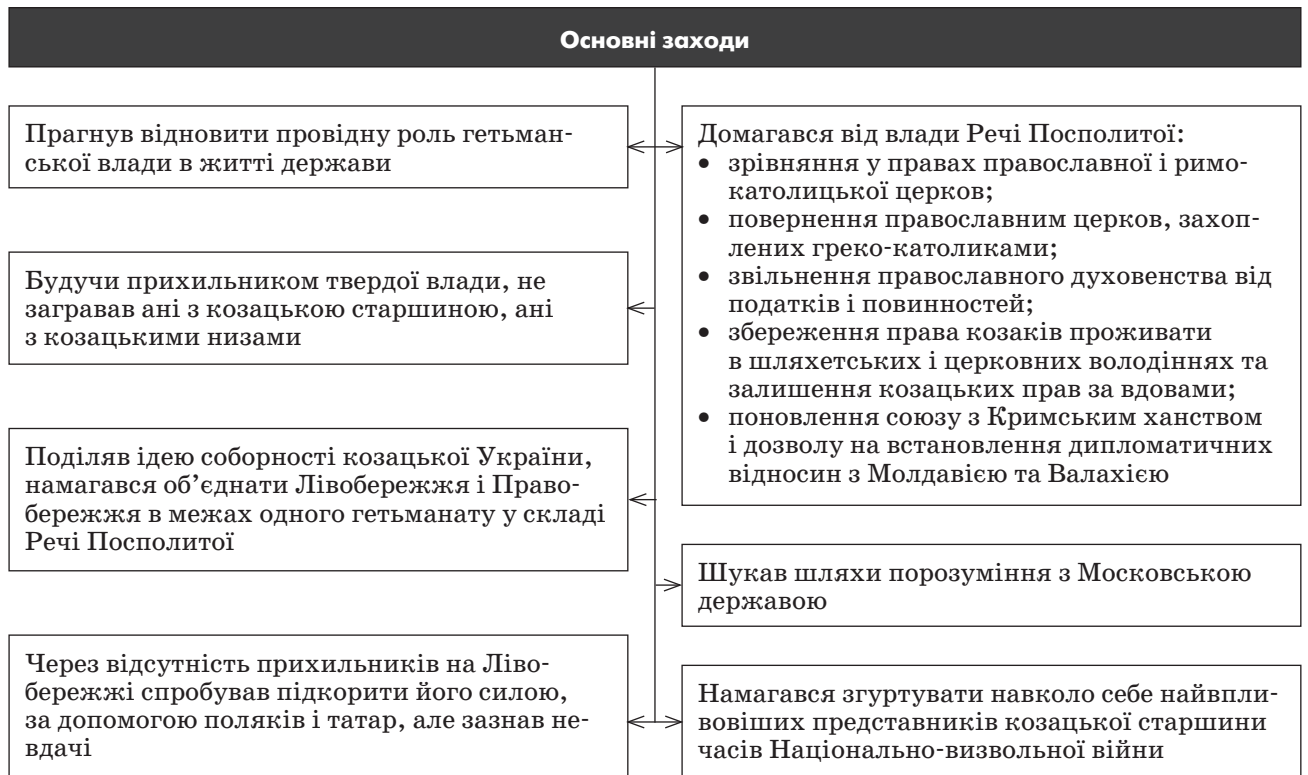 Основні заходи
Прагнув відновити провідну роль гетьман-
ської влади в житті держави
Будучи прихильником твердої влади, не
загравав ані з козацькою старшиною, ані
з козацькими низами
Поділяв ідею соборності козацької України,
намагався об’єднати Лівобережжя і Право-
бережжя в межах одного гетьманату у складі
Речі Посполитої
Через відсутність прихильників на Ліво-
бережжі спробував підкорити його силою,
за допомогою поляків і татар, але зазнав не-
вдачі
Домагався від влади Речі Посполитої:
• зрівняння у правах православної і римо-
католицької церков;
• повернення православним церков, захоп-
лених греко-католиками;
• звільнення православного духовенства від
податків і повинностей;
• збереження права козаків проживати
в шляхетських і церковних володіннях та
залишення козацьких прав за вдовами;
• поновлення союзу з Кримським ханством
і дозволу на встановлення дипломатичних
відносин з Молдавією та Валахією
Шукав шляхи порозуміння з Московською
державою
Намагався згуртувати навколо себе найвпли-
вовіших представників козацької старшини
часів Національно-визвольної війни